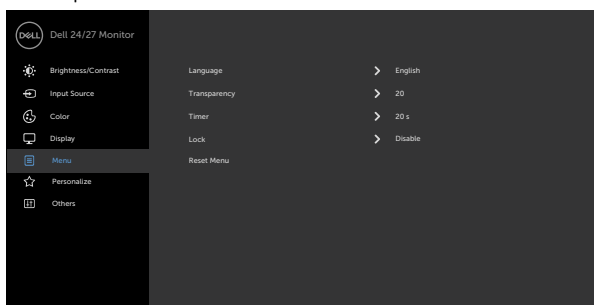 DELL Dell 24/27 Monitor
Brightness/Contrast
Language English
Input Source
Transparency 20
Color
Timer 20 s
Display
Lock Disable
Menu
Reset Menu
Personalize
Others